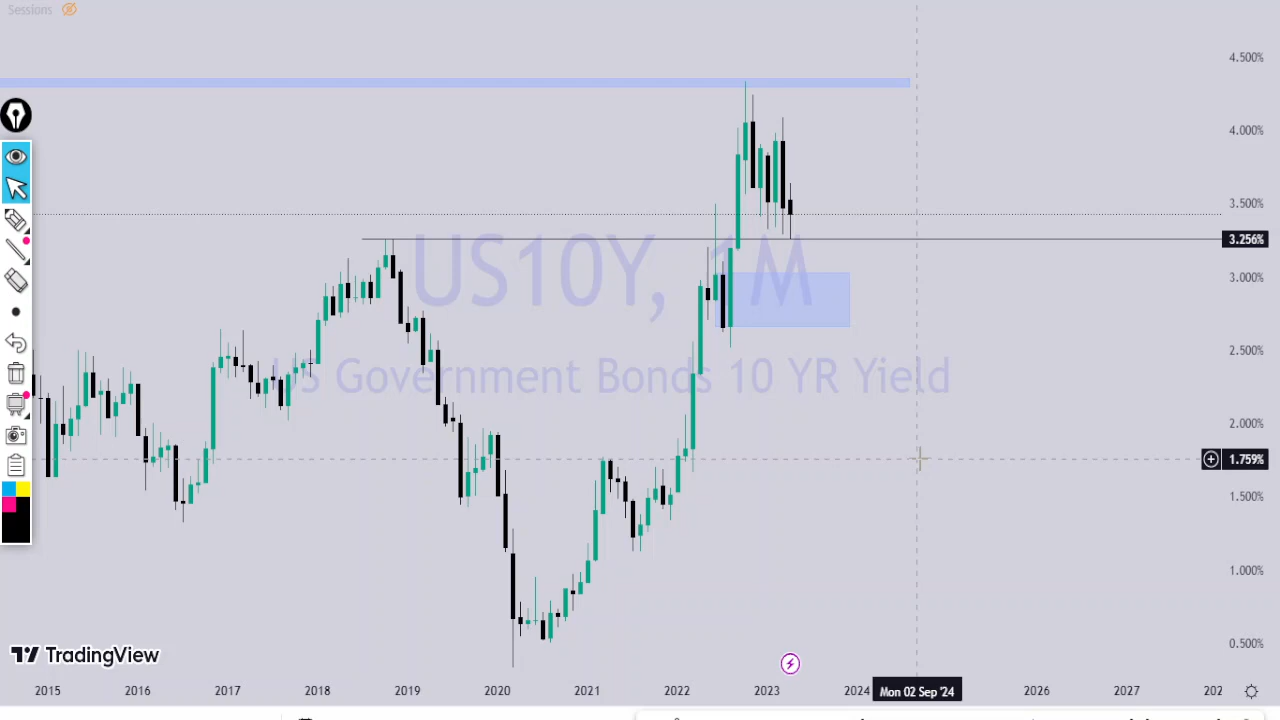 Sessions
4.500%
4.000%
3.500%
3.256%
3.000%
US10Y, 1M
2.500%
US Government Bonds 10 YR Yield
2.000%
1.759%
1.500%
1.000%
0.500%
TradingView
2015 2016 2017 2018 2019 2020 2021 2022 2023 2024 Mon 02 Sep '24 2026 2027 202